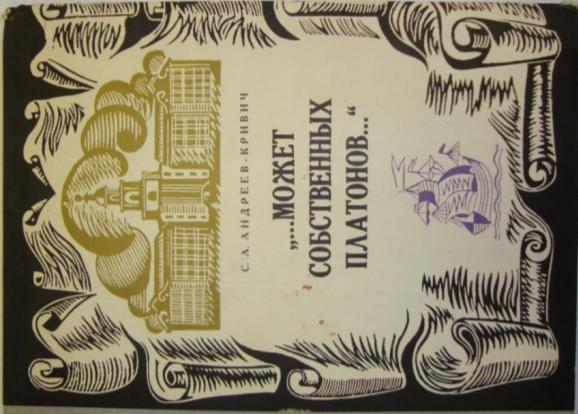 С. А. АНДРЕЕВ-КРИВИЧ
„...МОЖЕТ
СОБСТВЕННЫХ
ПЛАТОНОВ...“